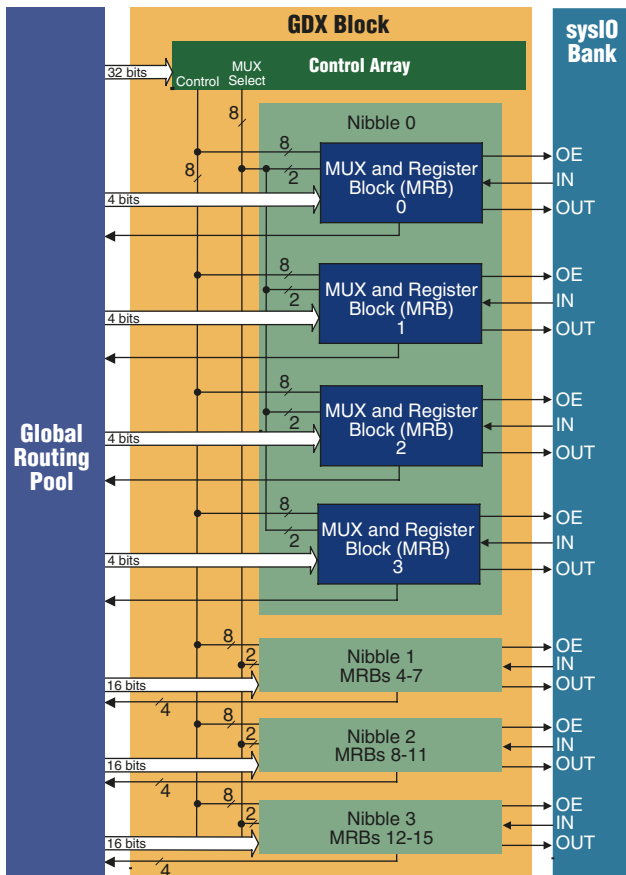 GDX Block
sysIO
Bank
32 bits
Control
MUX
Select
Control Array
8
8
Nibble 0
8
2
MUX and Register
Block (MRB)
0
4 bits
OE
IN
OUT
8
2
MUX and Register
Block (MRB)
1
4 bits
OE
IN
OUT
8
2
MUX and Register
Block (MRB)
2
4 bits
OE
IN
OUT
Global
Routing
Pool
8
2
MUX and Register
Block (MRB)
3
4 bits
OE
IN
OUT
8
2
Nibble 1
MRBs 4-7
16 bits
4
OE
IN
OUT
8
2
Nibble 2
MRBs 8-11
16 bits
4
OE
IN
OUT
8
2
Nibble 3
MRBs 12-15
16 bits
4
OE
IN
OUT